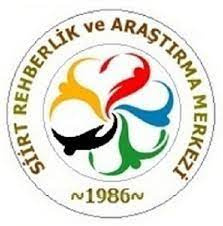 SİİRT REHBERLİK ve ARAŞTIRMA MERKEZİ
~1986~